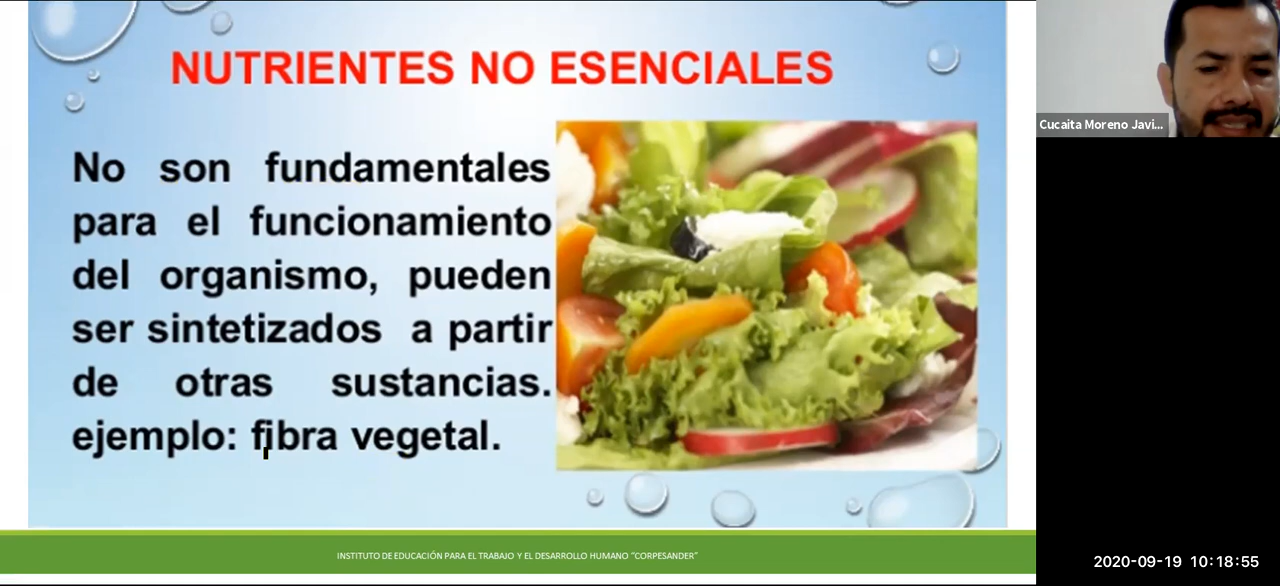 NUTRIENTES NO ESENCIALES
No son fundamentales
para el funcionamiento
del organismo, pueden
ser sintetizados a partir
de otras sustancias.
ejemplo: fibra vegetal.
INSTITUTO DE EDUCACIÓN PARA EL TRABAJO Y EL DESARROLLO HUMANO "CORPESANDER"
Cucaita Moreno Javi...
2020-09-19 10:18:55